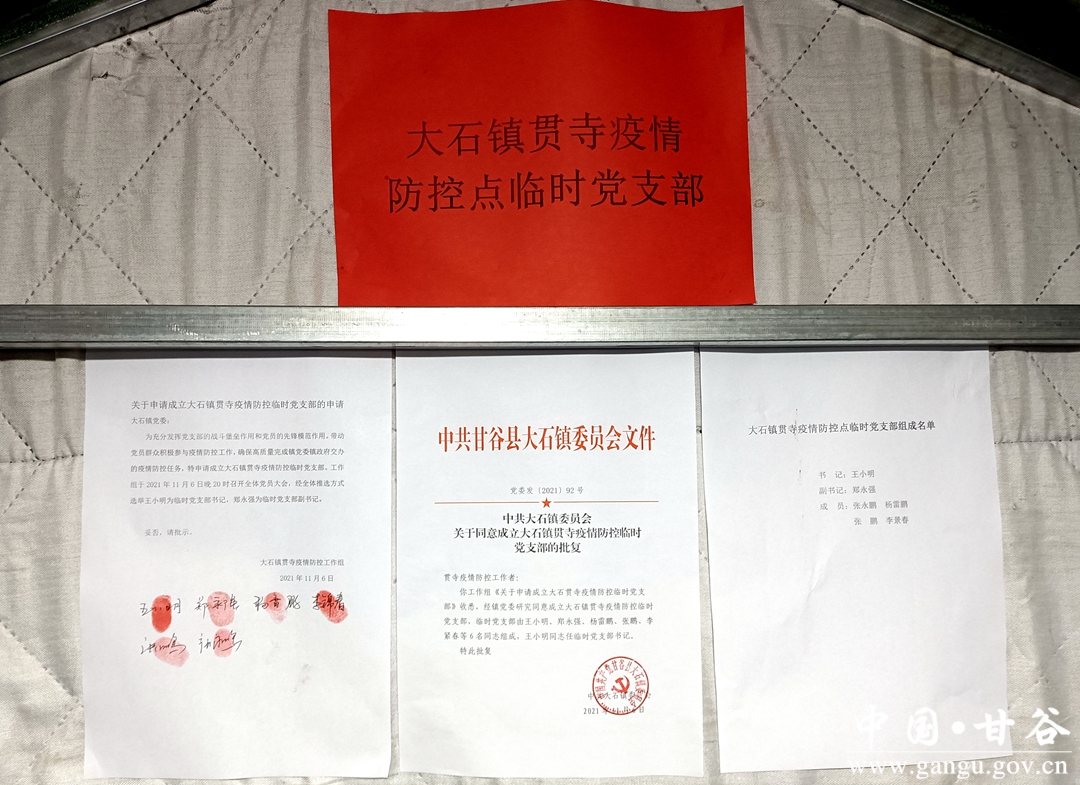 大石镇贯寺疫情
防控点临时党支部
关于申请成立大石镇贯寺疫情防控临时党支部的申请
大石镇党委：
为充分发挥党支部的战斗堡垒作用和党员的先锋模范作用，带动
党员群众积极参与疫情防控工作，确保高质量完成镇党委镇政府交办
的疫情防控任务，特申请成立大石镇贯寺疫情防控临时党支部。工作
组于2021年11月6日晚20时召开全体党员大会，经全体推选方式
选举王小明为临时党支部书记，郑永强为临时党支部副书记。
妥否，请批示。
大石镇贯寺疫情防控工作组
2021年11月6日
中共甘谷县大石镇委员会文件
党委发〔2021〕92号
中共大石镇委员会
关于同意成立大石镇贯寺疫情防控临时
党支部的批复
贯寺疫情防控工作者：
你工作组《关于申请成立大石镇贯寺疫情防控临时党支
部》收悉，经镇党委研究同意成立大石镇贯寺疫情防控临时
党支部，临时党支部由王小明、郑永强、杨雷鹏、张鹏、李
景春等6名同志组成，王小明同志任临时党支部书记。
特此批复
大石镇贯寺疫情防控点临时党支部组成名单
书 记：王小明
副书记：郑永强
成 员：张永鹏 杨雷鹏
张 鹏 李景春
中国·甘谷
www.gangu.gov.cn